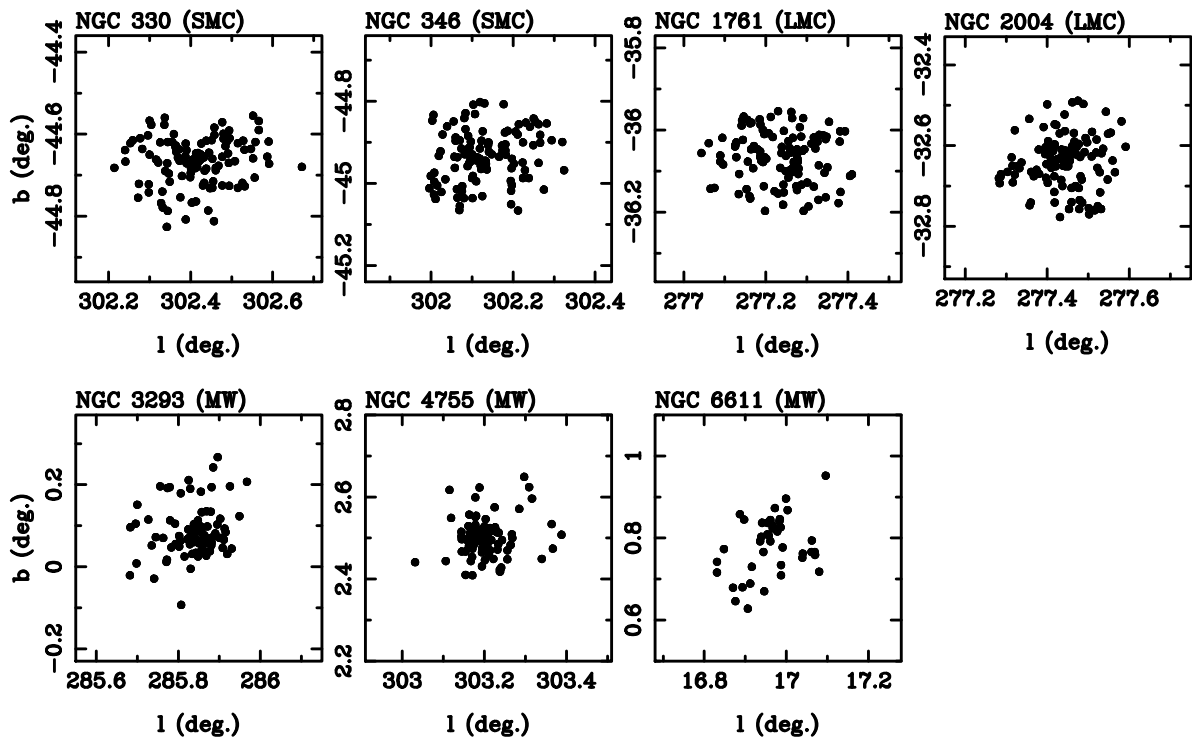 NGC 330 (SMC)
NGC 346 (SMC)
NGC 1761 (LMC)
NGC 2004 (LMC)
b (deg.)
-44.4
-44.6
-44.8
302.2 302.4 302.6
l (deg.)
-44.8
-45
-45.2
302 302.2 302.4
l (deg.)
-35.8
-36
-36.2
277 277.2 277.4
l (deg.)
-32.4
-32.6
-32.8
277.2 277.4 277.6
l (deg.)
NGC 3293 (MW)
NGC 4755 (MW)
NGC 6611 (MW)
b (deg.)
0.2
0
-0.2
285.6 285.8 286
l (deg.)
2.8
2.6
2.4
2.2
303 303.2 303.4
l (deg.)
1
0.8
0.6
16.8 17 17.2
l (deg.)